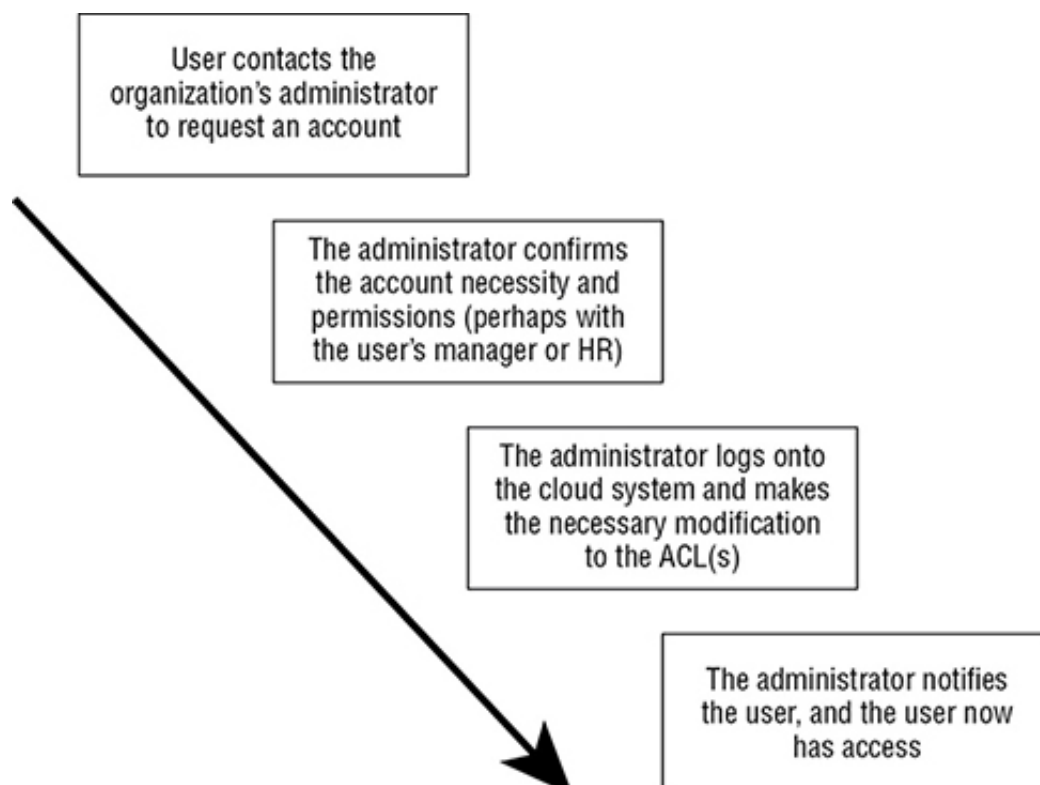 User contacts the
organization’s administrator
to request an account
The administrator confirms
the account necessity and
permissions (perhaps with
the user’s manager or HR)
The administrator logs onto
the cloud system and makes
the necessary modification
to the ACL(s)
The administrator notifies
the user, and the user now
has access